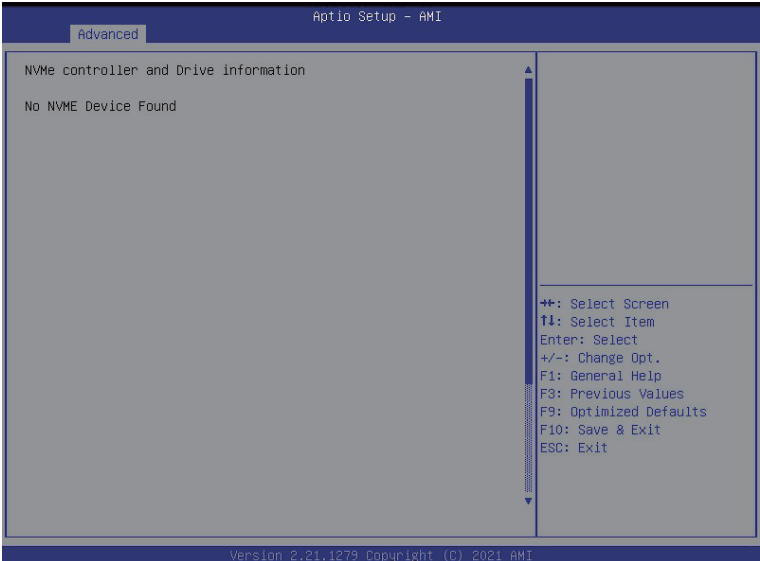 Aptio Setup – AMI
Advanced
NVMe controller and Drive information
No NVME Device Found
→←: Select Screen
↑↓: Select Item
Enter: Select
+/-: Change Opt.
F1: General Help
F3: Previous Values
F9: Optimized Defaults
F10: Save & Exit
ESC: Exit
Version 2.21.1279 Copyright (C) 2021 AMI